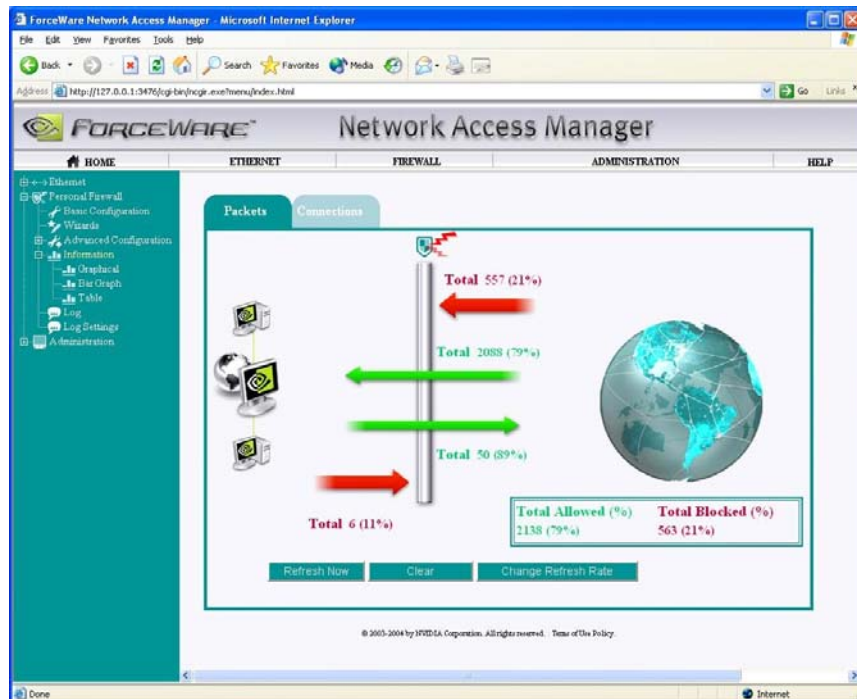 ForceWare Network Access Manager - Microsoft Internet Explorer
File Edit View Favorites Tools Help
Back Search Favorites Media
Address http://127.0.0.1:3476/cgi-bin/ncgir.exe?menu/index.html Go Links
FORCEWARE™ Network Access Manager
HOME ETHERNET FIREWALL ADMINISTRATION HELP
Ethernet
Personal Firewall
Basic Configuration
Wizards
Advanced Configuration
Information
Graphical
Bar Graph
Table
Log
Log Settings
Administration
Packets Connections
Total 557 (21%)
Total 2088 (79%)
Total 50 (89%)
Total 6 (11%)
Total Allowed (%) Total Blocked (%)
2138 (79%) 563 (21%)
Refresh Now Clear Change Refresh Rate
© 2003-2004 by NVIDIA Corporation. All rights reserved. Terms of Use Policy.
Done Internet